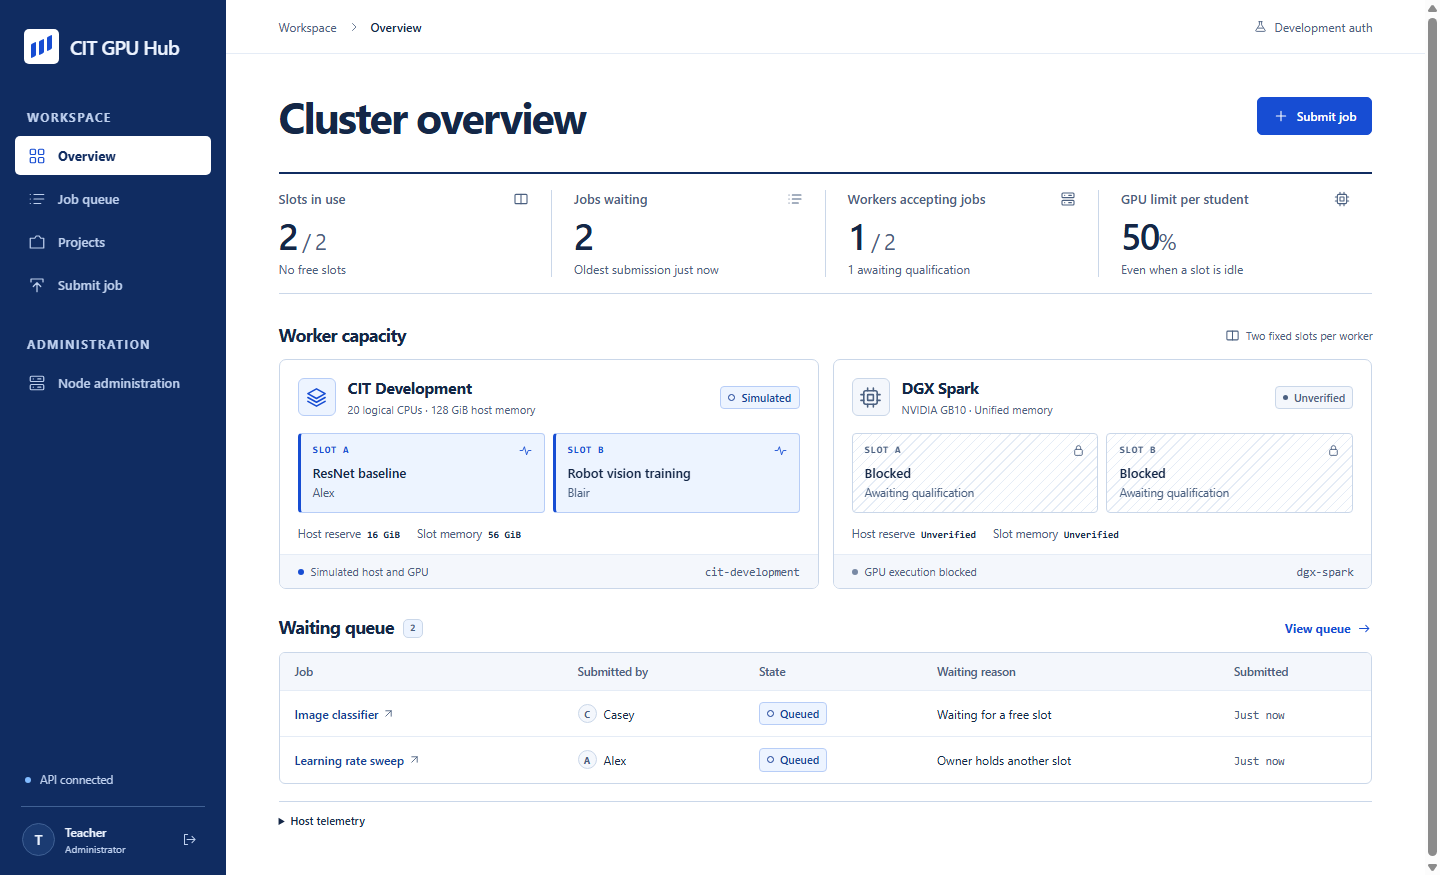 CIT GPU Hub
WORKSPACE
Overview
Job queue
Projects
Submit job
ADMINISTRATION
Node administration
API connected
T
Teacher
Administrator
Workspace
Overview
Development auth
Cluster overview
Submit job
Slots in use
2 / 2
No free slots
Jobs waiting
2
Oldest submission just now
Workers accepting jobs
1 / 2
1 awaiting qualification
GPU limit per student
50%
Even when a slot is idle
Worker capacity
Two fixed slots per worker
CIT Development
20 logical CPUs · 128 GiB host memory
Simulated
SLOT A
ResNet baseline
Alex
SLOT B
Robot vision training
Blair
Host reserve 16 GiB
Slot memory 56 GiB
Simulated host and GPU
cit-development
DGX Spark
NVIDIA GB10 · Unified memory
Unverified
SLOT A
Blocked
Awaiting qualification
SLOT B
Blocked
Awaiting qualification
Host reserve Unverified
Slot memory Unverified
GPU execution blocked
dgx-spark
Waiting queue 2
View queue
Job Submitted by State Waiting reason Submitted
Image classifier C Casey Queued Waiting for a free slot Just now
Learning rate sweep A Alex Queued Owner holds another slot Just now
Host telemetry